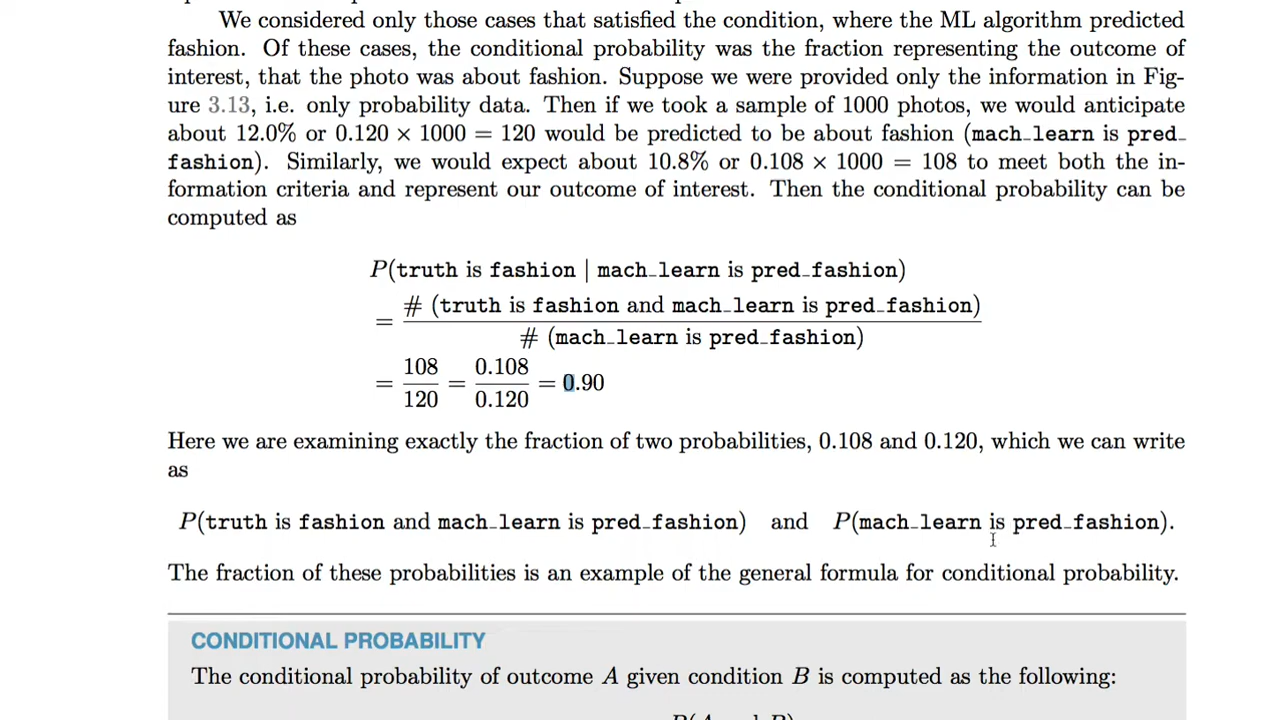 We considered only those cases that satisfied the condition, where the ML algorithm predicted
fashion. Of these cases, the conditional probability was the fraction representing the outcome of
interest, that the photo was about fashion. Suppose we were provided only the information in Fig-
ure 3.13, i.e. only probability data. Then if we took a sample of 1000 photos, we would anticipate
about 12.0% or 0.120 × 1000 = 120 would be predicted to be about fashion (mach_learn is pred_
fashion). Similarly, we would expect about 10.8% or 0.108 × 1000 = 108 to meet both the in-
formation criteria and represent our outcome of interest. Then the conditional probability can be
computed as
P(truth is fashion | mach_learn is pred_fashion)
= # (truth is fashion and mach_learn is pred_fashion)
# (mach_learn is pred_fashion)
= 108/120 = 0.108/0.120 = 0.90
Here we are examining exactly the fraction of two probabilities, 0.108 and 0.120, which we can write
as
P(truth is fashion and mach_learn is pred_fashion) and P(mach_learn is pred_fashion).
The fraction of these probabilities is an example of the general formula for conditional probability.
CONDITIONAL PROBABILITY
The conditional probability of outcome A given condition B is computed as the following: